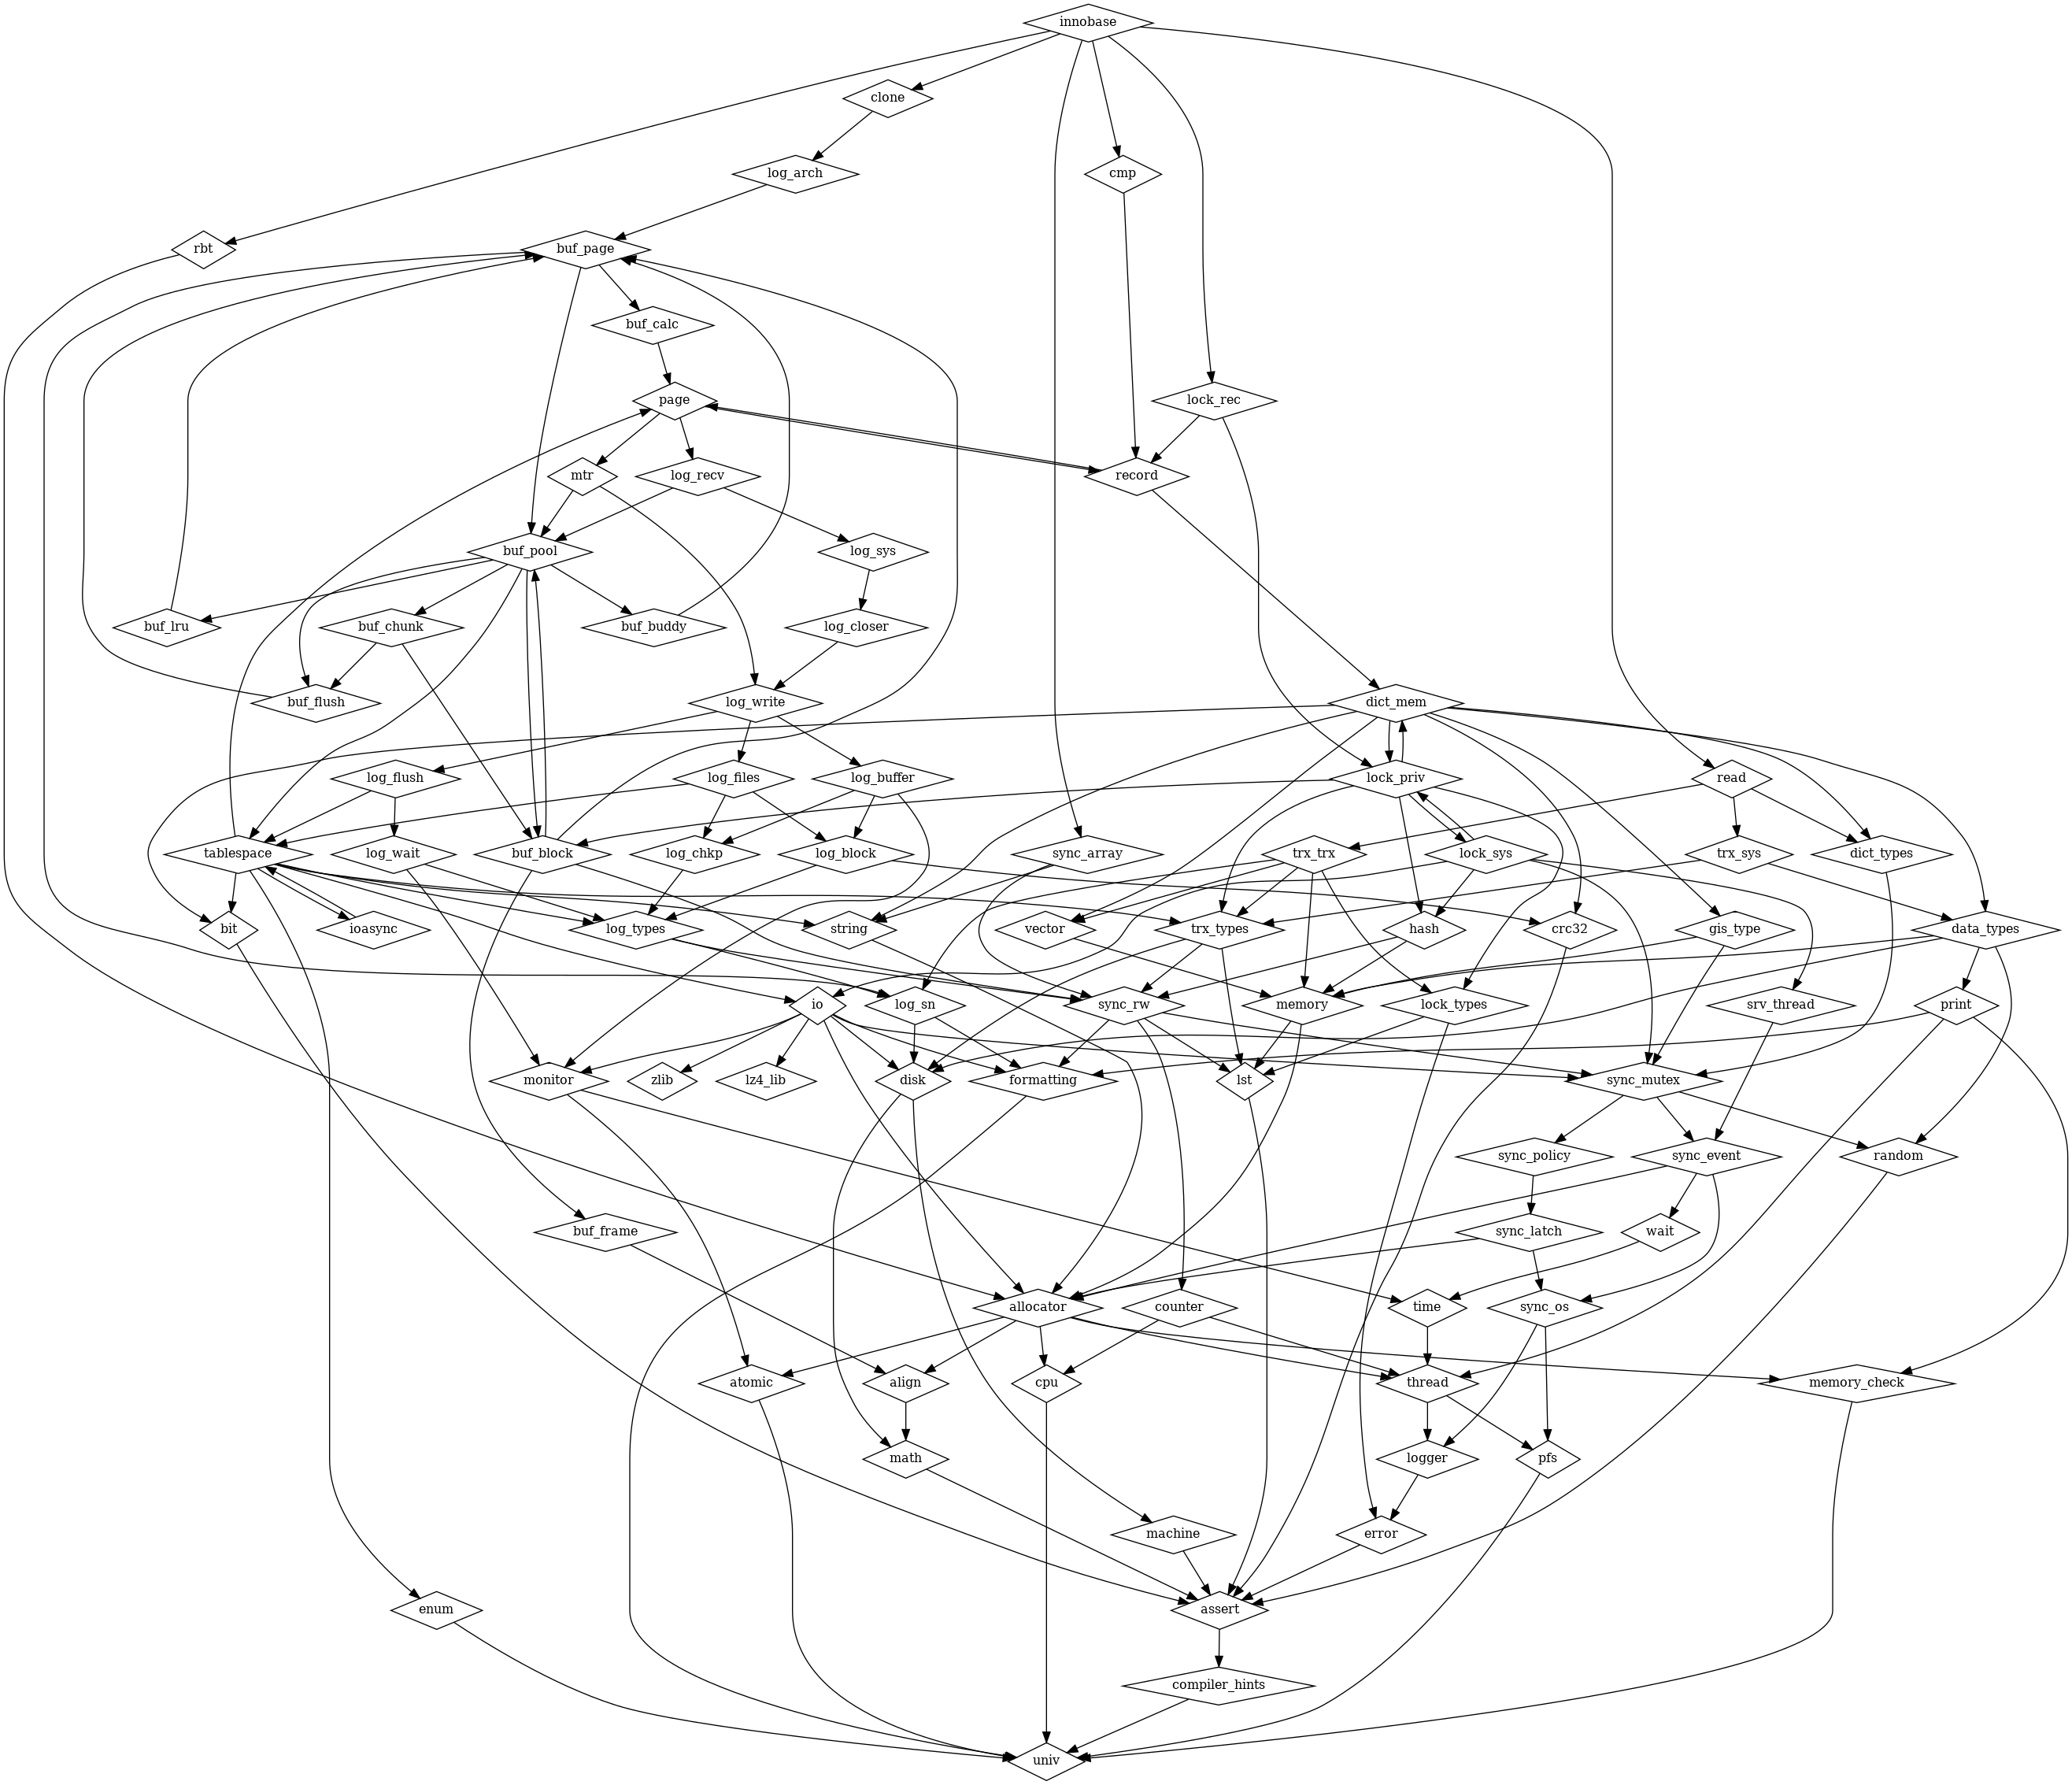 innobase
clone
log_arch
cmp
rbt
buf_page
buf_calc
page
lock_rec
mtr
log_recv
record
buf_pool
log_sys
buf_lru
buf_chunk
buf_buddy
log_closer
buf_flush
log_write
dict_mem
log_flush
log_files
log_buffer
lock_priv
read
tablespace
log_wait
buf_block
log_chkp
log_block
sync_array
trx_trx
lock_sys
trx_sys
dict_types
bit
ioasync
log_types
string
vector
trx_types
hash
crc32
gis_type
data_types
io
log_sn
sync_rw
memory
lock_types
srv_thread
print
monitor
zlib
lz4_lib
disk
formatting
lst
sync_mutex
sync_policy
sync_event
random
buf_frame
sync_latch
wait
allocator
counter
time
sync_os
atomic
align
cpu
thread
memory_check
math
logger
pfs
machine
error
enum
assert
compiler_hints
univ